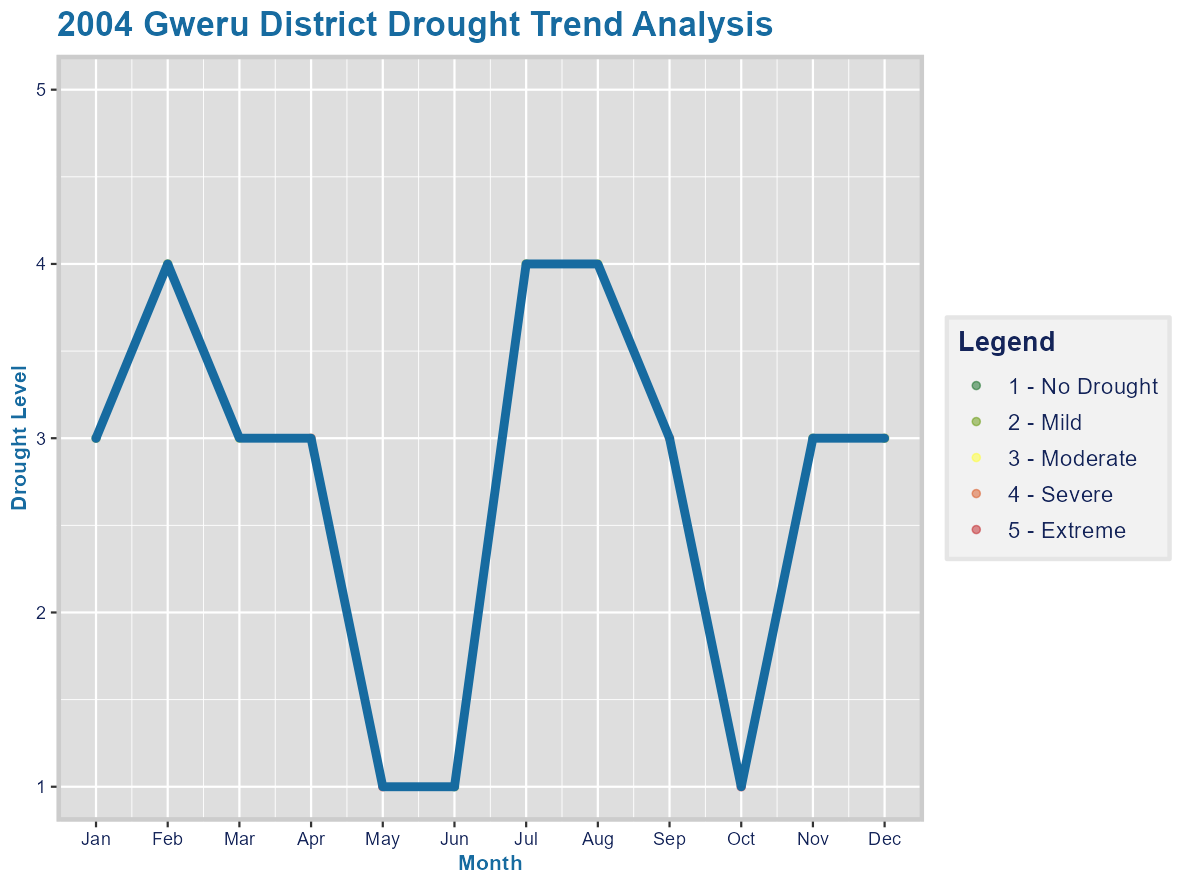 2004 Gweru District Drought Trend Analysis
Drought Level
5
4
3
2
1
Jan Feb Mar Apr May Jun Jul Aug Sep Oct Nov Dec
Month
Legend
1 - No Drought
2 - Mild
3 - Moderate
4 - Severe
5 - Extreme